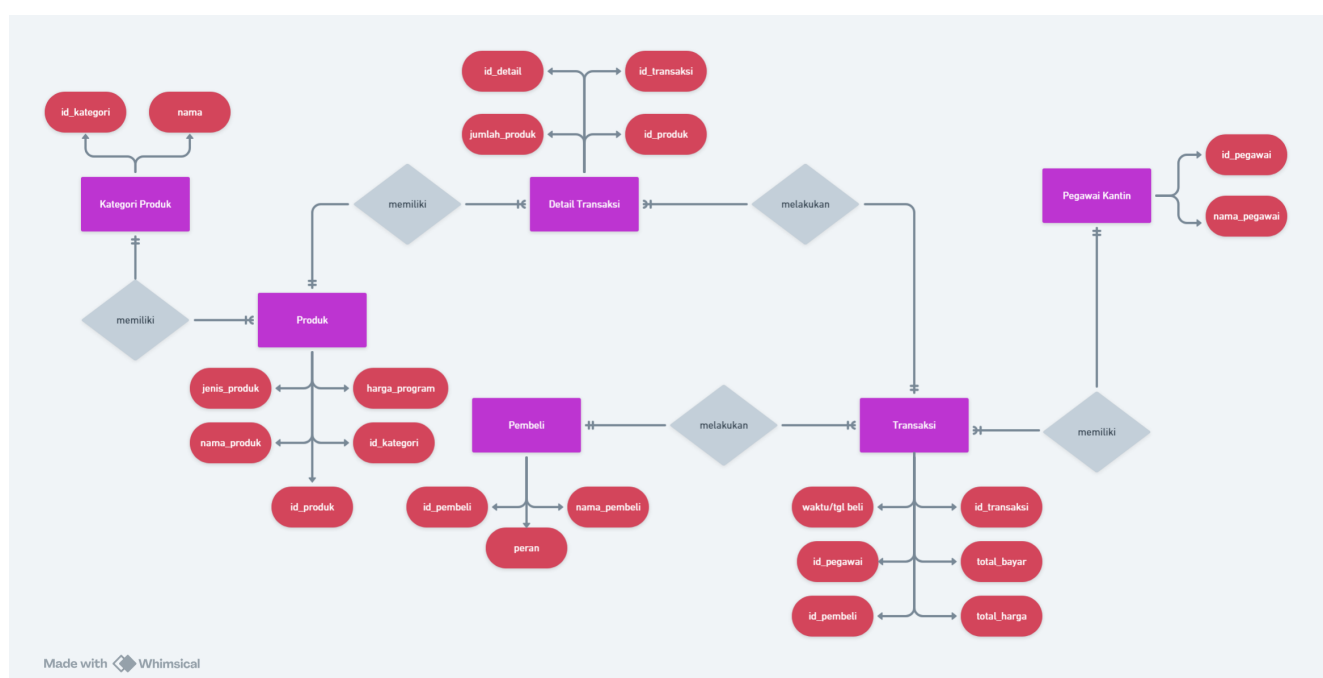 id_detail
id_transaksi
id_kategori
nama
jumlah_produk
id_produk
id_pegawai
Kategori Produk
memiliki
Detail Transaksi
melakukan
Pegawai Kantin
nama_pegawai
memiliki
Produk
jenis_produk
harga_program
nama_produk
id_kategori
id_produk
Pembeli
melakukan
Transaksi
memiliki
id_pembeli
nama_pembeli
peran
waktu/tgl beli
id_transaksi
id_pegawai
total_bayar
id_pembeli
total_harga
Made with Whimsical